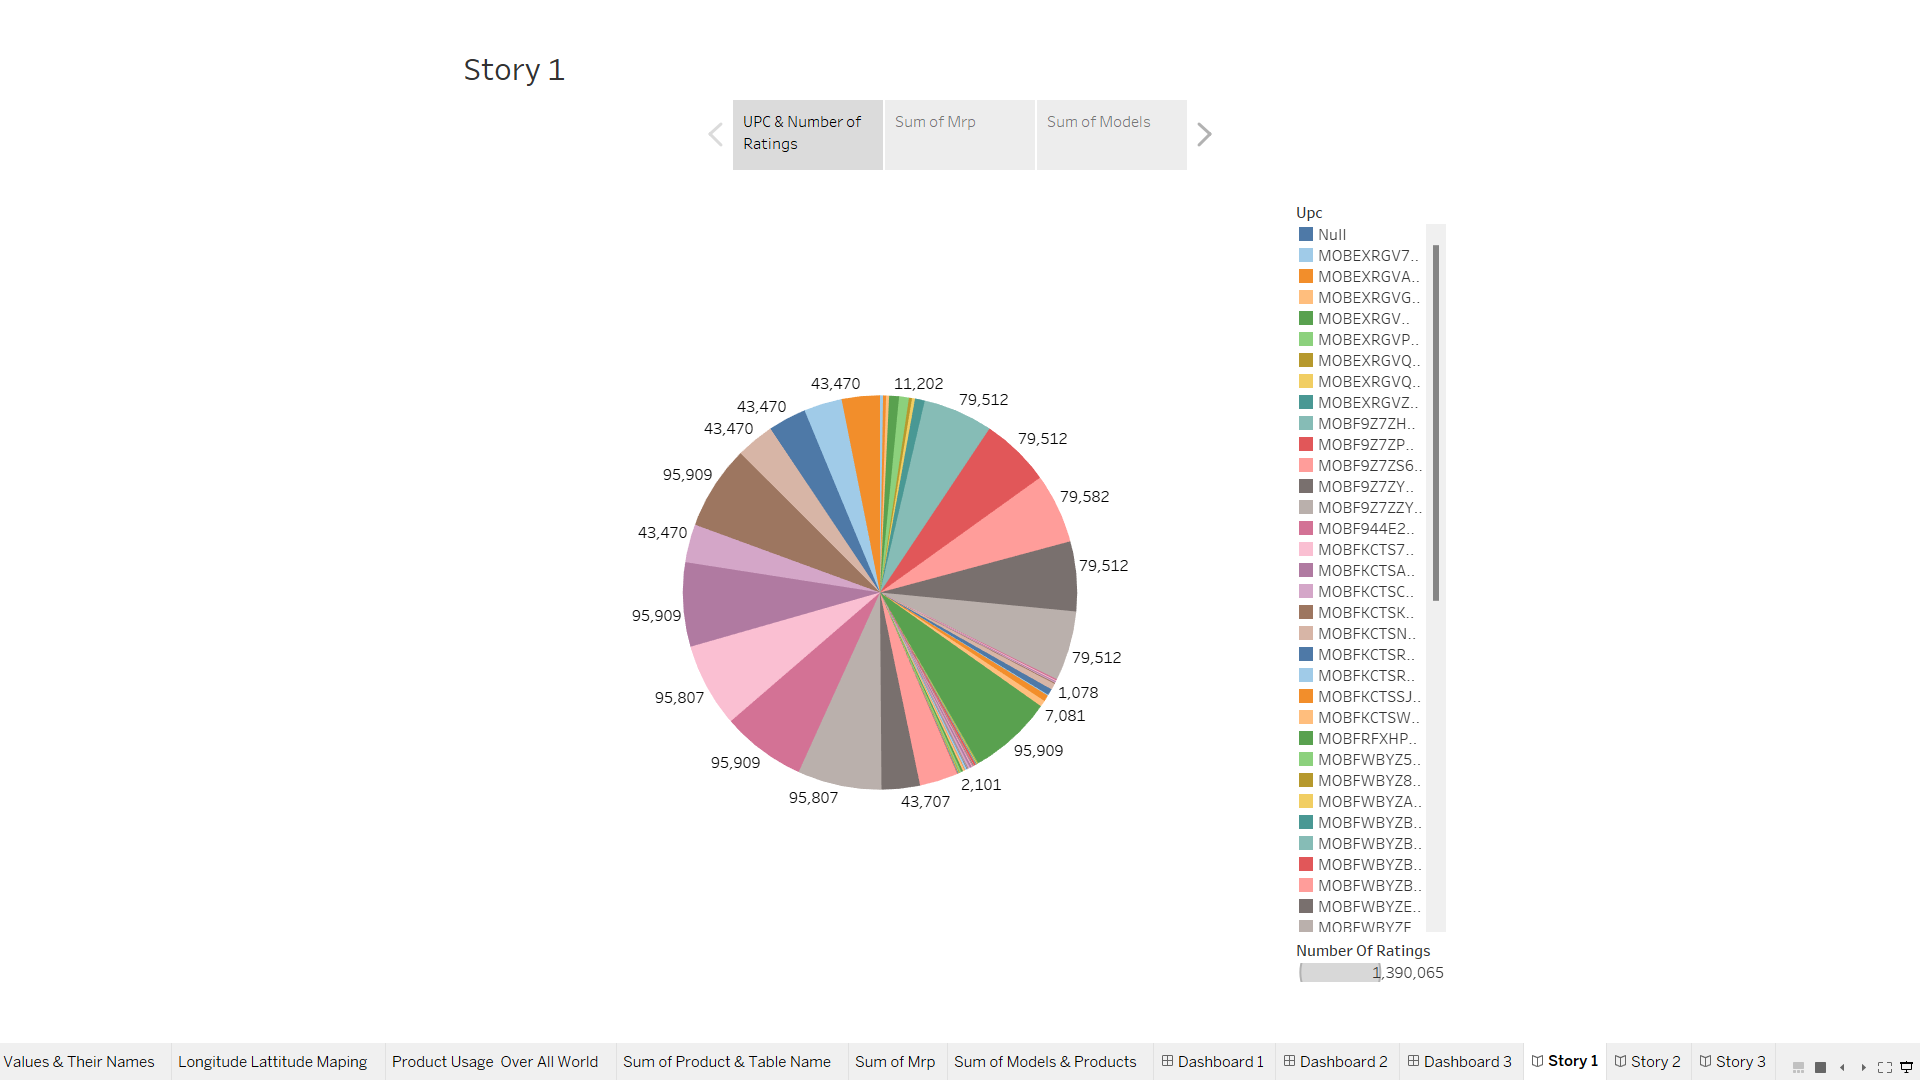 Story 1
UPC & Number of
Ratings
Sum of Mrp
Sum of Models
43,470
11,202
79,512
43,470
79,512
43,470
95,909
79,582
43,470
79,512
95,909
79,512
95,807
1,078
7,081
95,909
95,909
2,101
95,807
43,707
Upc
Null
MOBEXRGV7..
MOBEXRGVA..
MOBEXRGVG..
MOBEXRGV..
MOBEXRGVP..
MOBEXRGVQ..
MOBEXRGVQ..
MOBEXRGVZ..
MOBF9Z7ZH..
MOBF9Z7ZP..
MOBF9Z7ZS6..
MOBF9Z7ZY..
MOBF9Z7ZZY..
MOBF944E2..
MOBFKCTS7..
MOBFKCTSA..
MOBFKCTSC..
MOBFKCTSK..
MOBFKCTSN..
MOBFKCTSR..
MOBFKCTSR..
MOBFKCTSSJ..
MOBFKCTSW..
MOBFRFXHP..
MOBFWBYZ5..
MOBFWBYZ8..
MOBFWBYZA..
MOBFWBYZB..
MOBFWBYZB..
MOBFWBYZB..
MOBFWBYZB..
MOBFWBYZE..
Number Of Ratings
1,390,065
Values & Their Names
Longitude Lattitude Maping
Product Usage Over All World
Sum of Product & Table Name
Sum of Mrp
Sum of Models & Products
Dashboard 1
Dashboard 2
Dashboard 3
Story 1
Story 2
Story 3